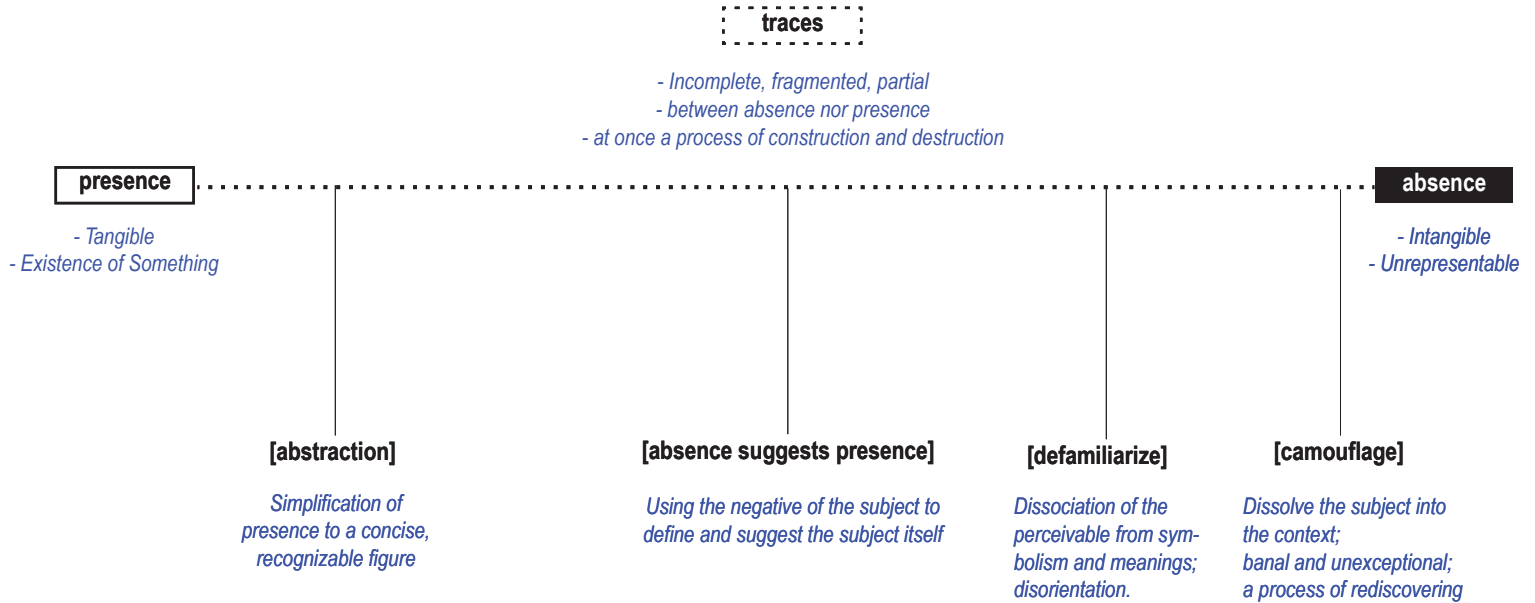 traces
- Incomplete, fragmented, partial
- between absence nor presence
- at once a process of construction and destruction
presence
- Tangible
- Existence of Something
absence
- Intangible
- Unrepresentable
[abstraction]
Simplification of
presence to a concise,
recognizable figure
[absence suggests presence]
Using the negative of the subject to
define and suggest the subject itself
[defamiliarize]
Dissociation of the
perceivable from sym-
bolism and meanings;
disorientation.
[camouflage]
Dissolve the subject into
the context;
banal and unexceptional;
a process of rediscovering